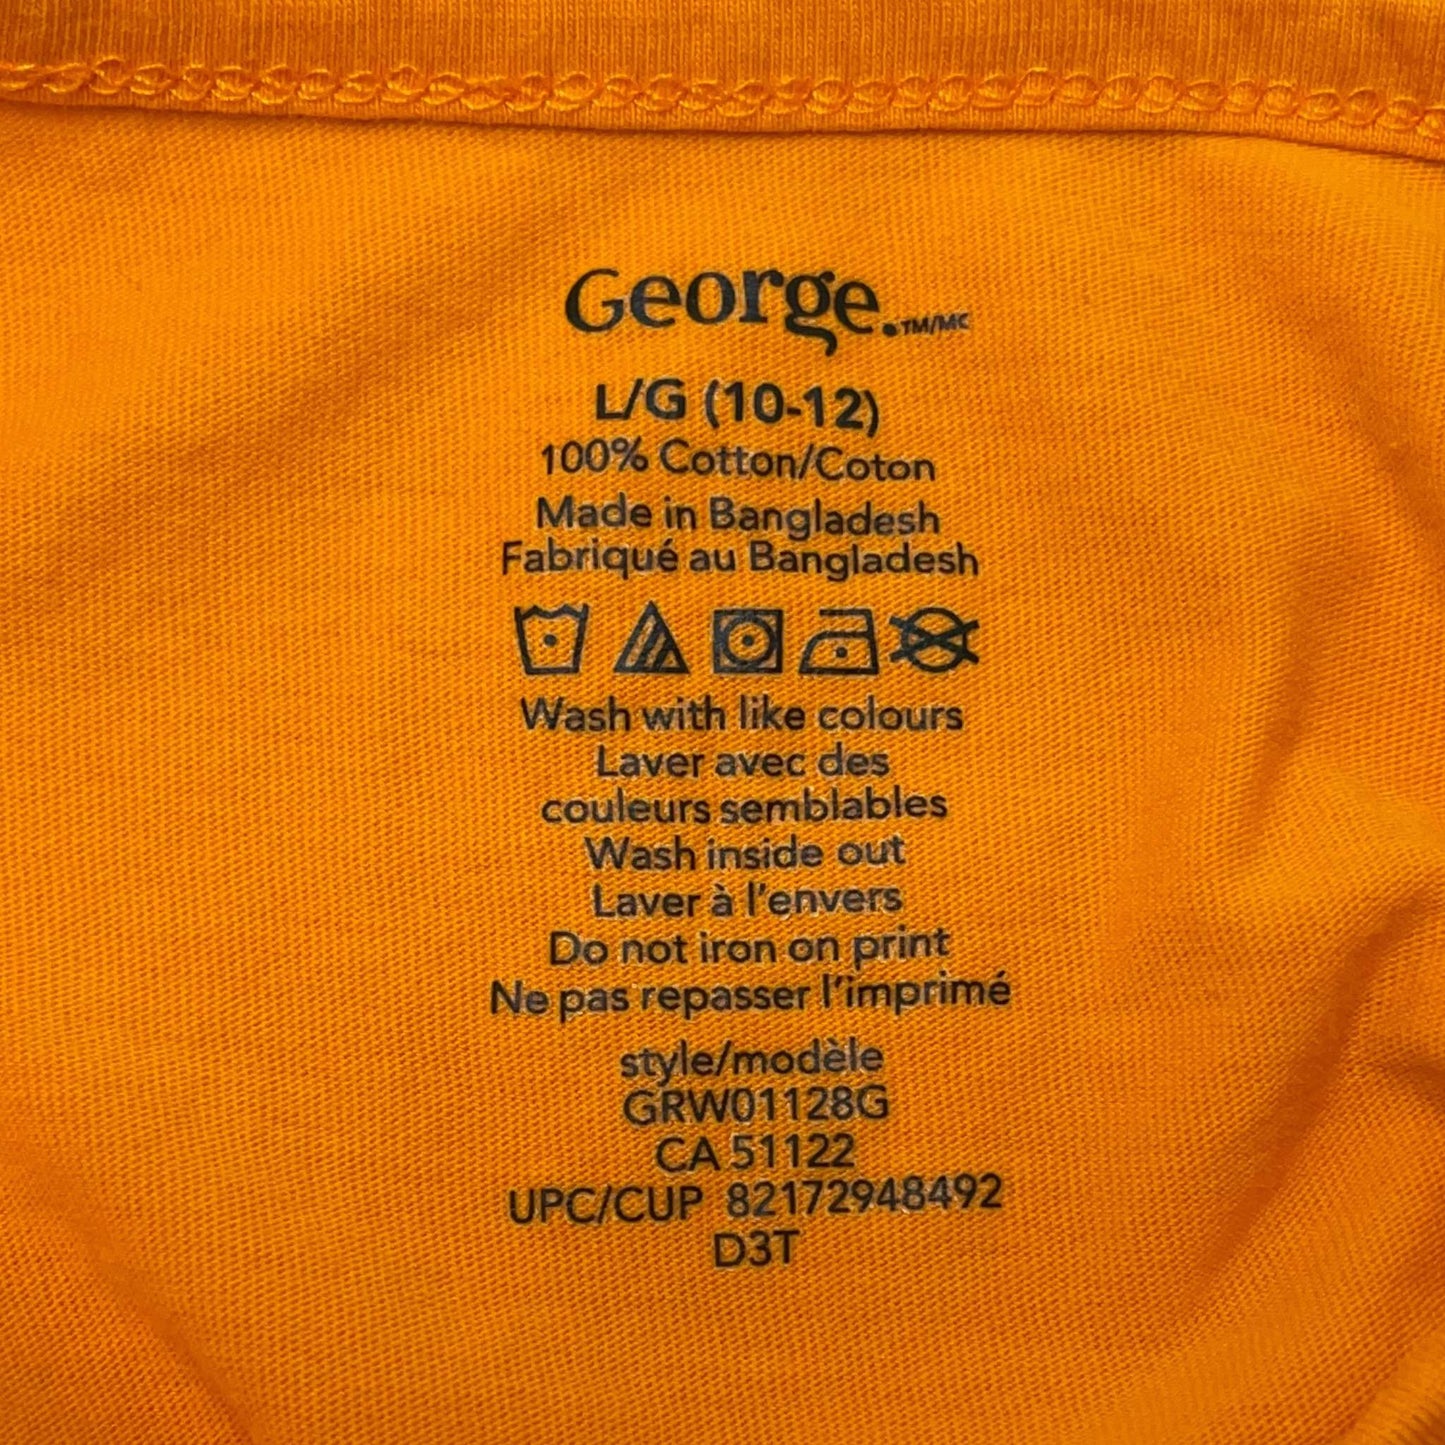 George.TM/MC
L/G (10-12)
100% Cotton/Coton
Made in Bangladesh
Fabriqué au Bangladesh
Wash with like colours
Laver avec des
couleurs semblables
Wash inside out
Laver à l'envers
Do not iron on print
Ne pas repasser l'imprimé
style/modèle
GRW01128G
CA 51122
UPC/CUP 82172948492
D3T